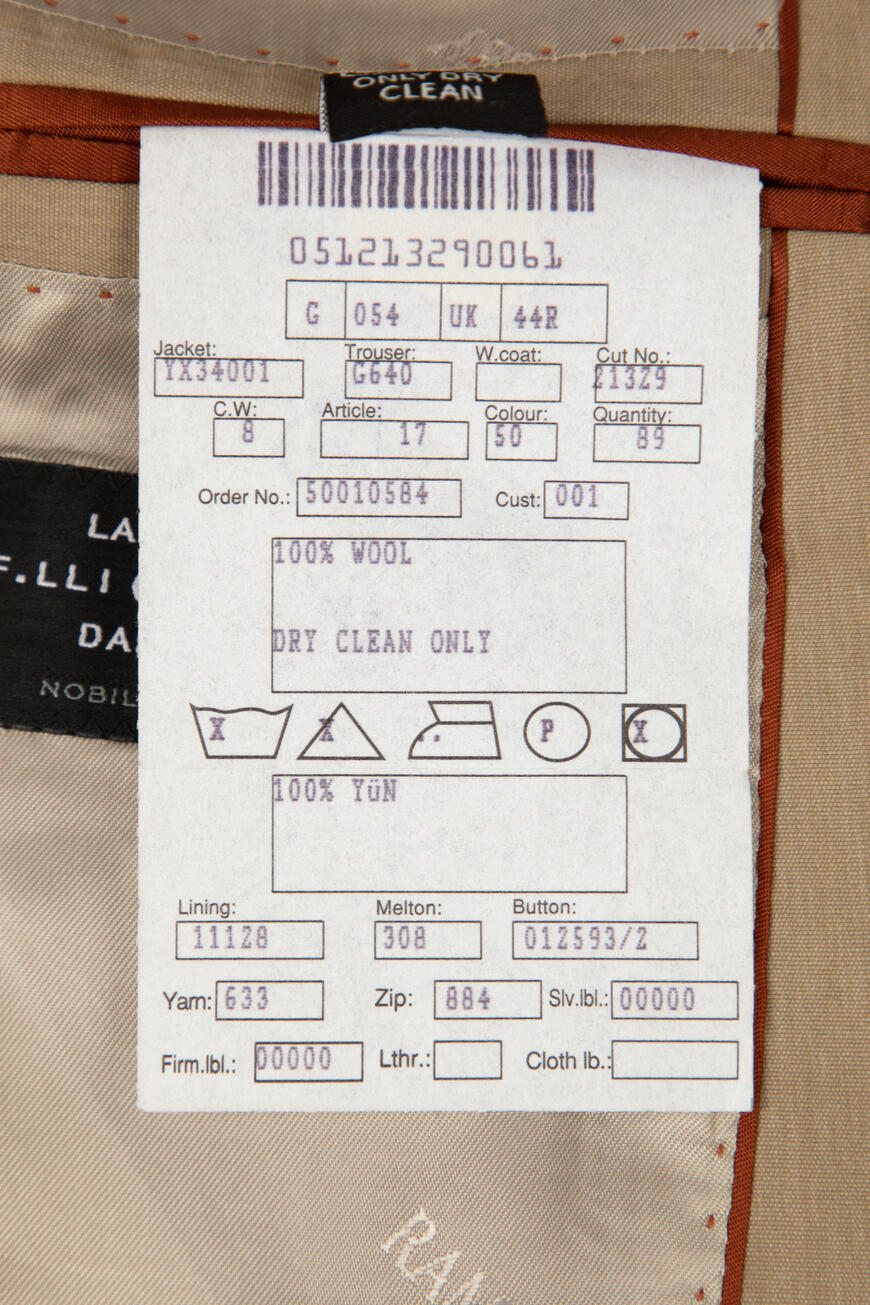 ONLY DRY
CLEAN
051213290061
G 054 UK 44R
Jacket: Trouser: W.coat: Cut No.:
YX34001 G640 21329
C.W: Article: Colour: Quantity:
8 17 50 89
Order No.: 50010584 Cust: 001
100% WOOL
LA
F.LLI
DRY CLEAN ONLY
DA
NOBIL
X X .. P X
100% YüN
Lining: Melton: Button:
11128 308 012593/2
Yarn: 633 Zip: 884 Slv.lbl.: 00000
Firm.lbl.: 00000 Lthr.: Cloth lb.:
RAM